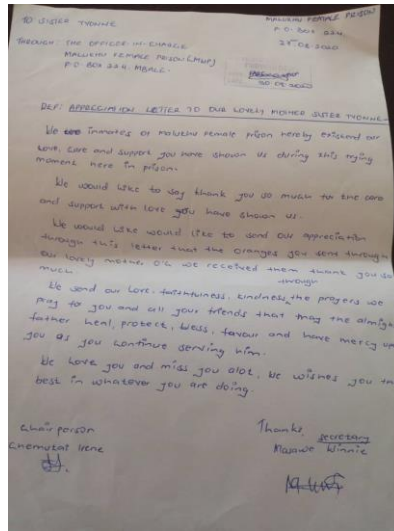 TO SISTER YVONNE
MALUKHU FEMALE PRISON
P.O. BOX 224
THROUGH: THE OFFICER IN CHARGE
MALUKHU FEMALE PRISON
P.O BOX 224. MBALE.
REF: APPRECIATION LETTER TO OUR LOVELY MOTHER SISTER YVONNE
We inmates of malukhu female prison hereby extend our
love, care and support you have shown us during this trying
moment here in prison.
We would like to say thank you so much for the care
and support with love you have shown us.
We would like would like to send our appreciation
through this letter that the oranges you sent through
our lovely mother O/c we received them thank you so
much.
through
We send our love, faithfulness, kindness, the prayers we
pray to you and all your friends that may the almighty
father heal, protect, bless, favour and have mercy up
you as you continue serving him.
We love you and miss you alot, We wishes you the
best in whatever you are doing.
Chairperson
Thanks.
secretary
Chemutai Irene
Masawe Winnie